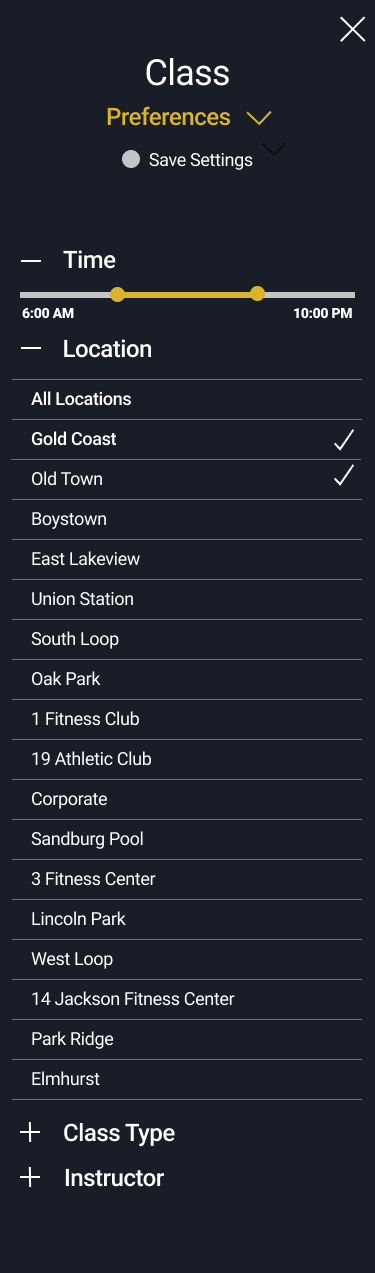 Class
Preferences
Save Settings
Time
6:00 AM 10:00 PM
Location
All Locations
Gold Coast
Old Town
Boystown
East Lakeview
Union Station
South Loop
Oak Park
1 Fitness Club
19 Athletic Club
Corporate
Sandburg Pool
3 Fitness Center
Lincoln Park
West Loop
14 Jackson Fitness Center
Park Ridge
Elmhurst
Class Type
Instructor